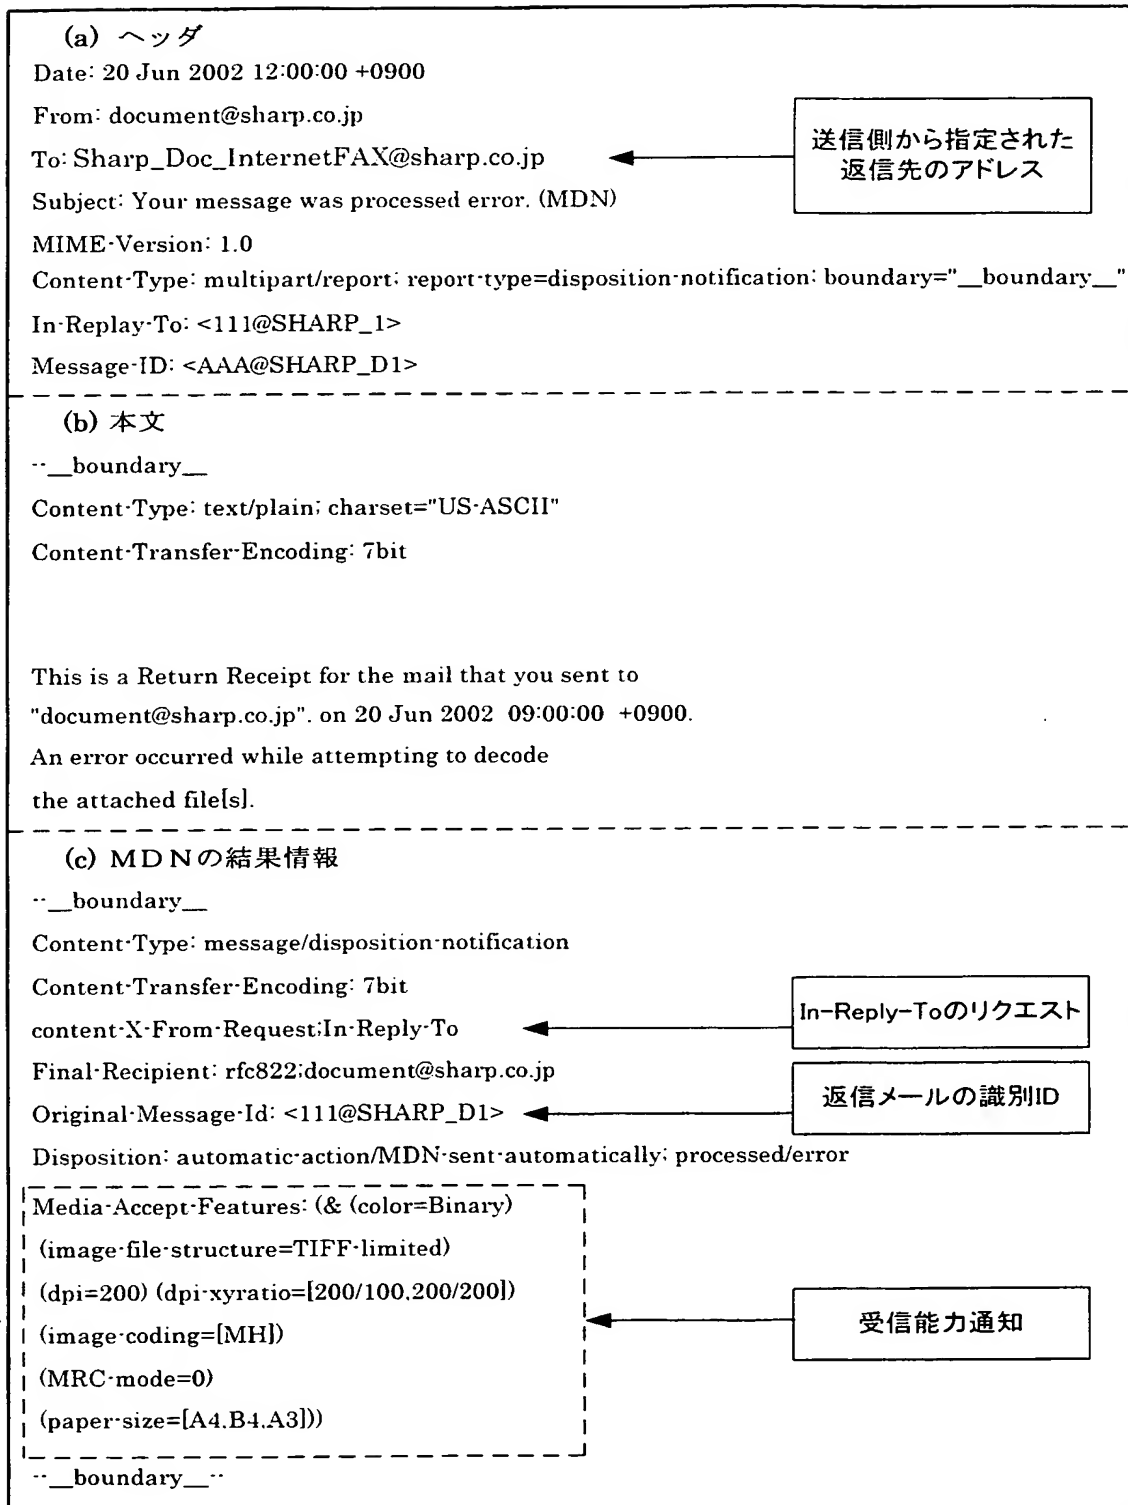 (a) ヘッダ
Date: 20 Jun 2002 12:00:00 +0900
From: document@sharp.co.jp
To: Sharp_Doc_InternetFAX@sharp.co.jp
送信側から指定された
返信先のアドレス
Subject: Your message was processed error. (MDN)
MIME-Version: 1.0
Content-Type: multipart/report; report-type=disposition-notification; boundary="__boundary__"
In-Replay-To: <111@SHARP_1>
Message-ID: <AAA@SHARP_D1>
(b) 本文
--__boundary__
Content-Type: text/plain; charset="US-ASCII"
Content-Transfer-Encoding: 7bit
This is a Return Receipt for the mail that you sent to
"document@sharp.co.jp". on 20 Jun 2002 09:00:00 +0900.
An error occurred while attempting to decode
the attached file[s].
(c) MDNの結果情報
--__boundary__
Content-Type: message/disposition-notification
Content-Transfer-Encoding: 7bit
content-X-From-Request;In-Reply-To
In-Reply-Toのリクエスト
Final-Recipient: rfc822;document@sharp.co.jp
Original-Message-Id: <111@SHARP_D1>
返信メールの識別ID
Disposition: automatic-action/MDN-sent-automatically; processed/error
Media-Accept-Features: (& (color=Binary)
(image-file-structure=TIFF-limited)
(dpi=200) (dpi-xyratio=[200/100,200/200])
(image-coding=[MH])
受信能力通知
(MRC-mode=0)
(paper-size=[A4,B4,A3]))
--__boundary__--